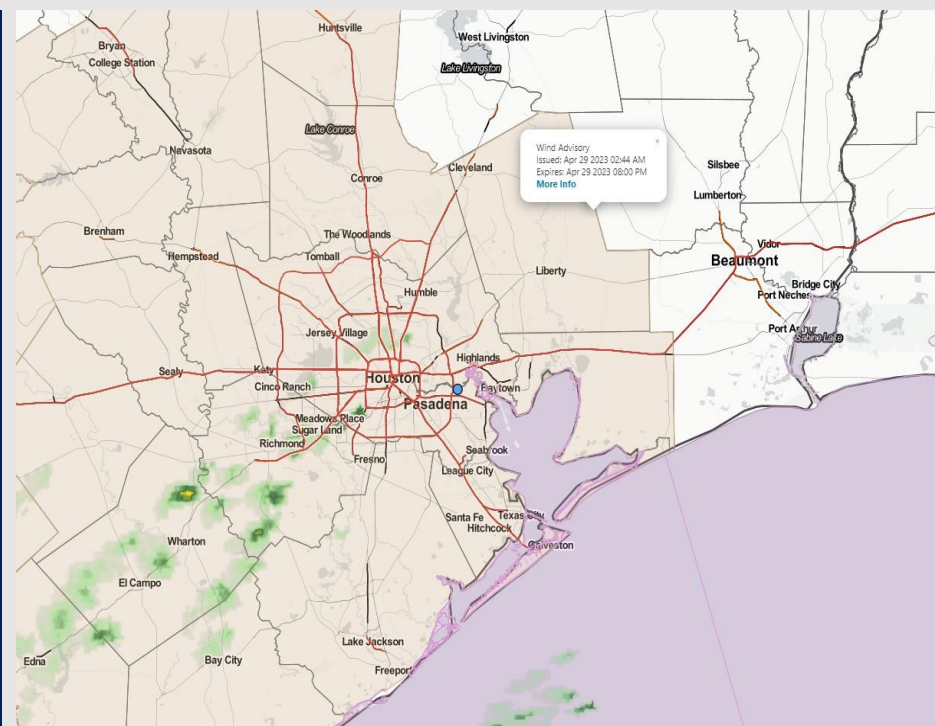 Huntsville
West Livingston
Bryan
College Station
Lake Livingston
Lake Conroe
×
Wind Advisory
Issued: Apr 29 2023 02:44 AM
Expires: Apr 29 2023 08:00 PM
More Info
Navasota
Cleveland
Silsbee
Conroe
Lumberton
Brenham
The Woodlands
Hempstead
Tomball
Vidor
Beaumont
Liberty
Bridge City
Humble
Port Neches
Jersey Village
Port Arthur
Sabine Lake
Highlands
Sealy
Katy
Houston
Cinco Ranch
Baytown
Pasadena
Meadows Place
Sugar Land
Richmond
Seabrook
Fresno
League City
Santa Fe
Texas City
Hitchcock
Wharton
Galveston
El Campo
Lake Jackson
Edna
Bay City
Freeport